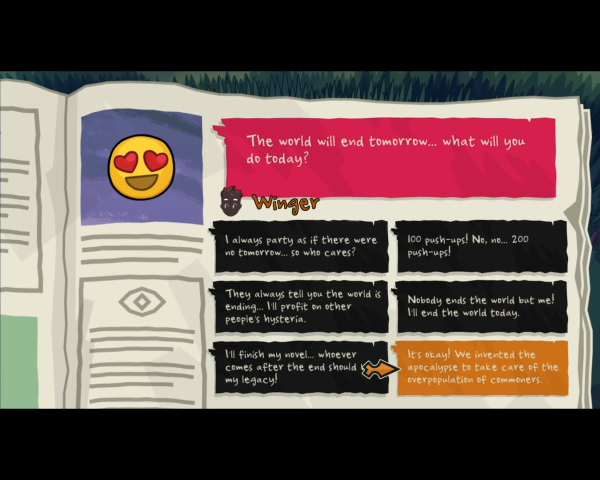 The world will end tomorrow... what will you
do today?
Winger
I always party as if there were
no tomorrow... so who cares?
100 push-ups! No, no... 200
push-ups!
They always tell you the world is
ending... I'll profit on other
people's hysteria.
Nobody ends the world but me!
I'll end the world today.
I'll finish my novel... whoever
comes after the end should
my legacy!
It's okay! We invented the
apocalypse to take care of the
overpopulation of commoners.